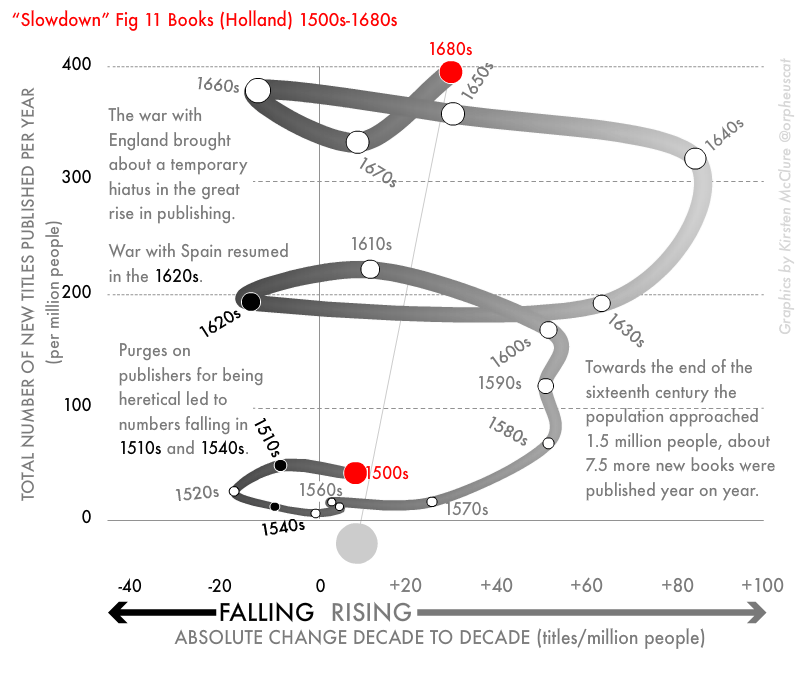 “Slowdown” Fig 11 Books (Holland) 1500s-1680s
TOTAL NUMBER OF NEW TITLES PUBLISHED PER YEAR
(per million people)
400
300
200
100
0
1680s
1650s
1660s
1670s
1640s
The war with
England brought
about a temporary
hiatus in the great
rise in publishing.
War with Spain resumed
in the 1620s.
1610s
1620s
1630s
1600s
Purges on
publishers for being
heretical led to
numbers falling in
1510s and 1540s.
Towards the end of the
sixteenth century the
population approached
1.5 million people, about
7.5 more new books were
published year on year.
1590s
1580s
1510s
1500s
1520s
1560s
1570s
1540s
-40
-20
0
+20
+40
+60
+80
+100
FALLING RISING
ABSOLUTE CHANGE DECADE TO DECADE (titles/million people)
Graphics by Kirsten McClure @orpheuscat